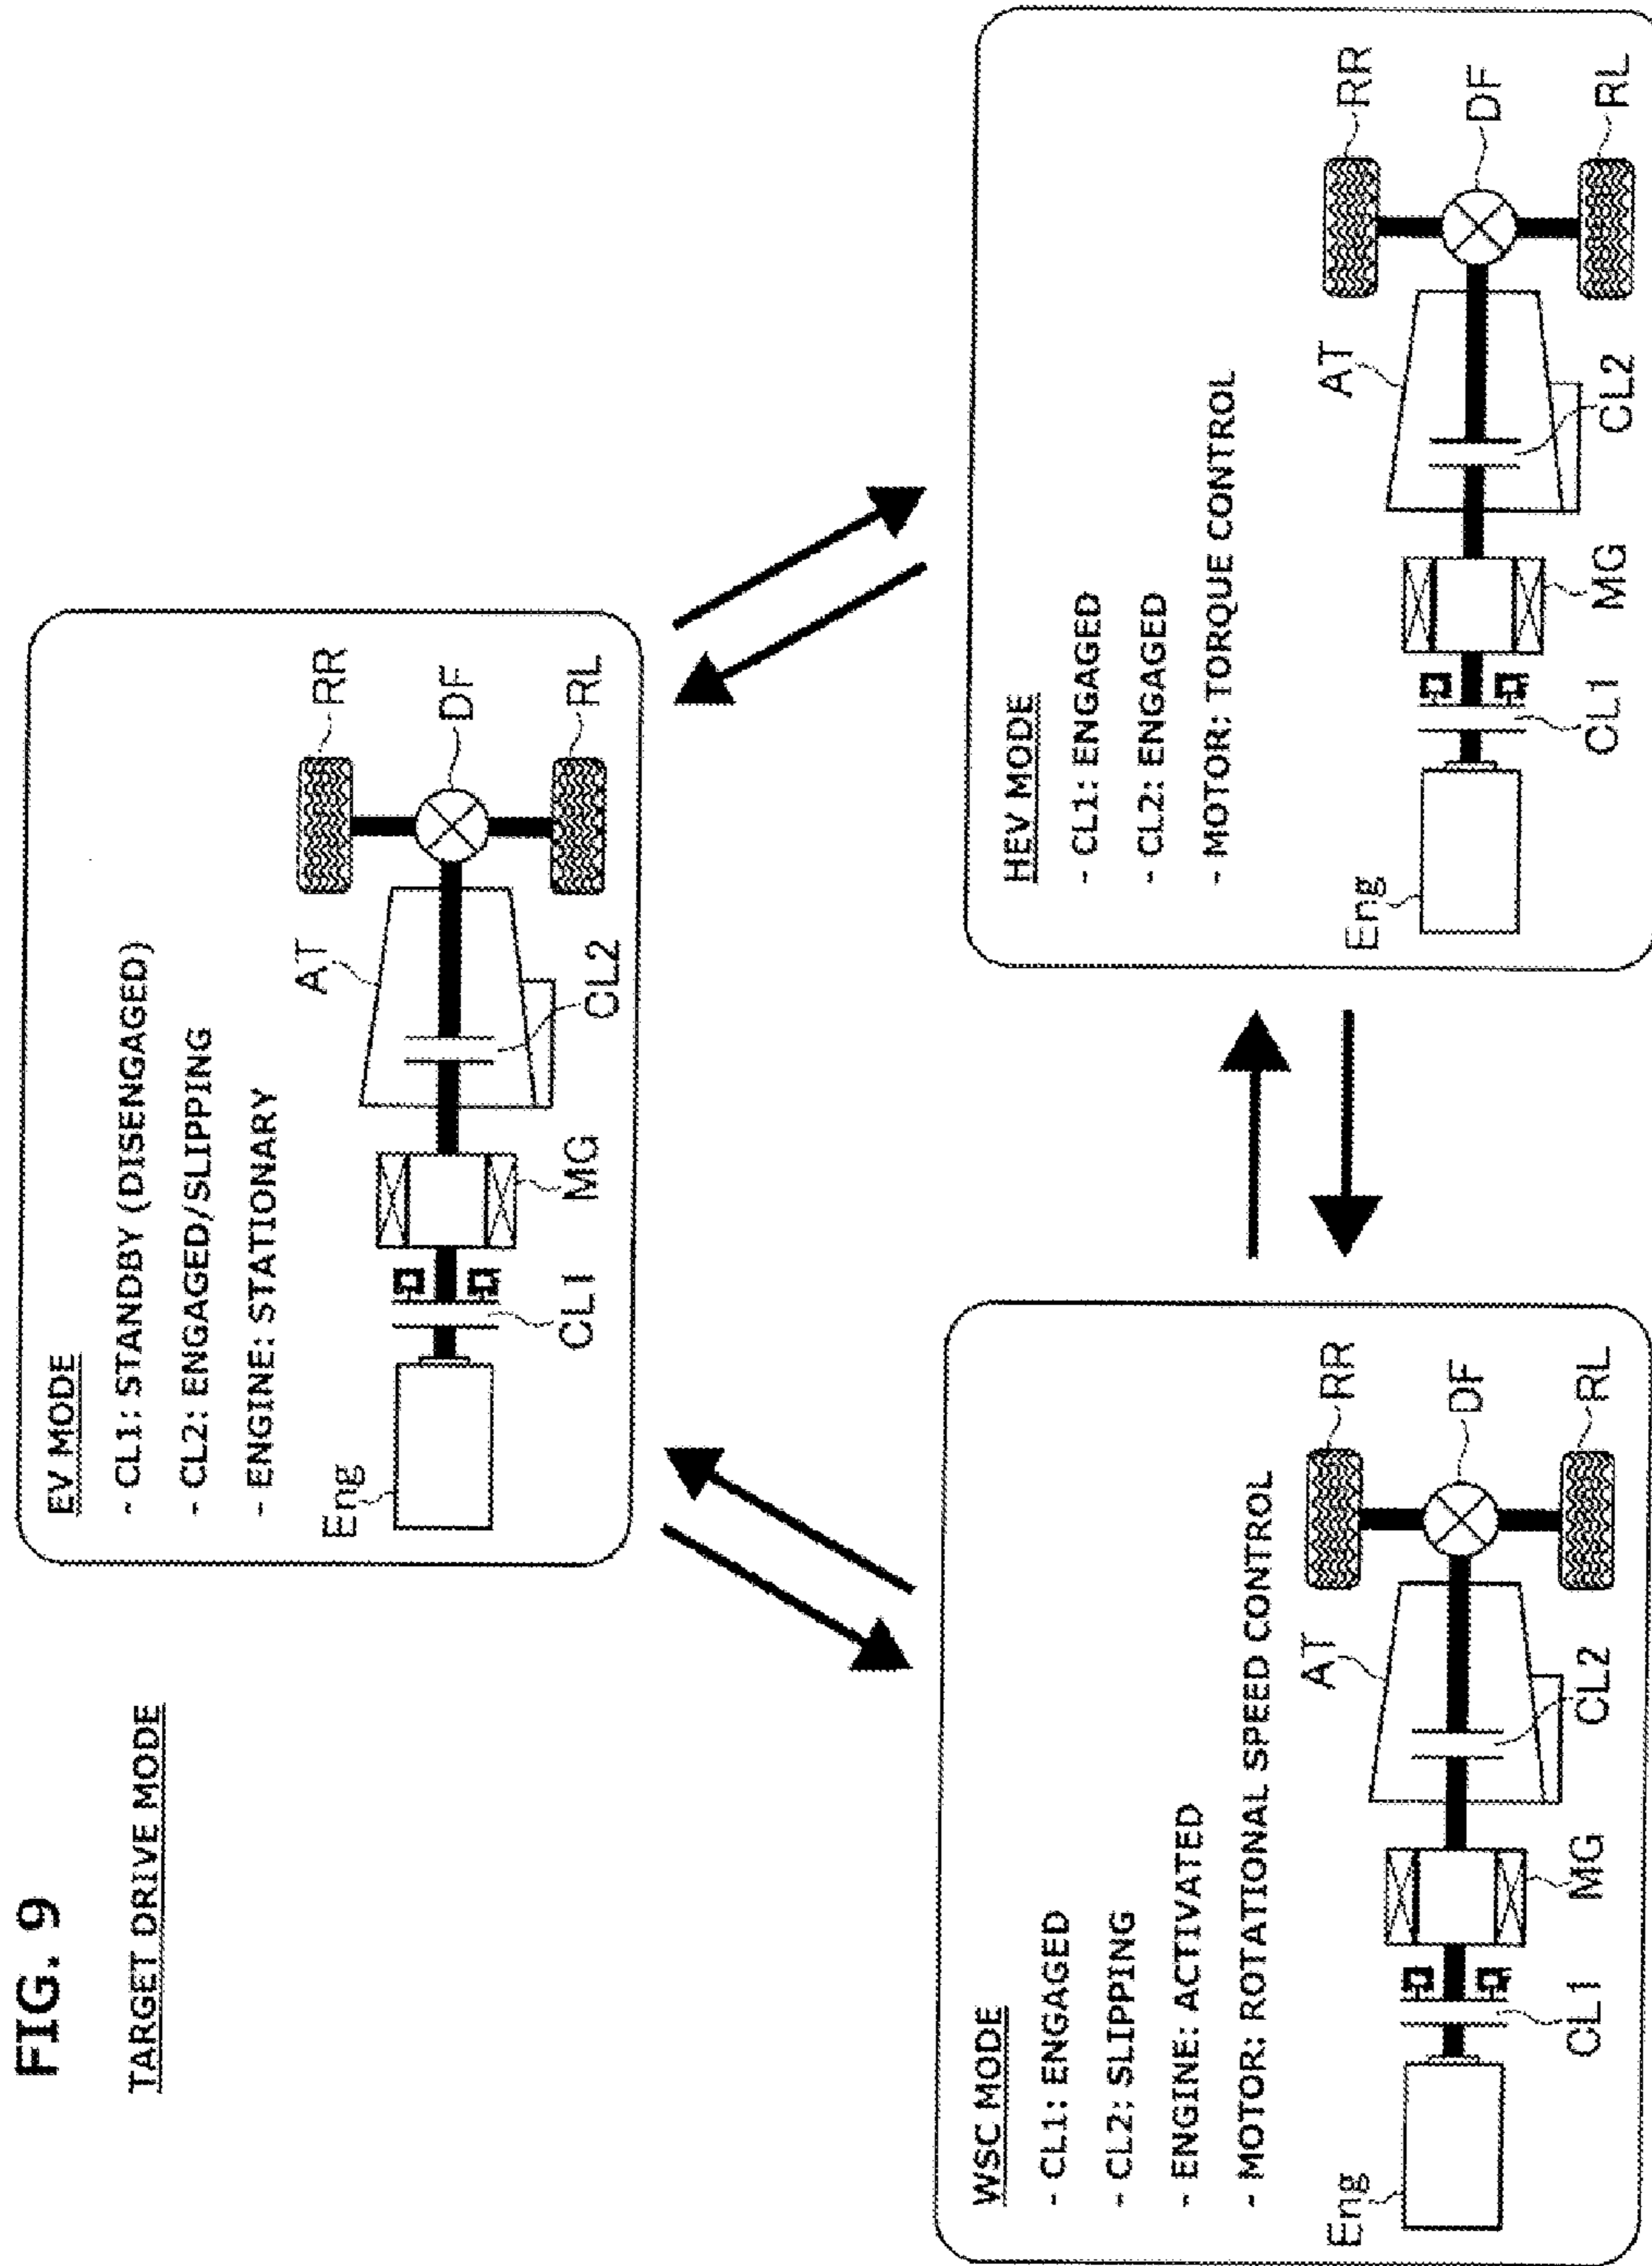 FIG. 9
TARGET DRIVE MODE
EV MODE
- CL1: STANDBY (DISENGAGED)
- CL2: ENGAGED/SLIPPING
- ENGINE: STATIONARY
Eng
AT
RR
DF
CL1
MG
CL2
RL
WSC MODE
- CL1: ENGAGED
- CL2: SLIPPING
- ENGINE: ACTIVATED
- MOTOR: ROTATIONAL SPEED CONTROL
Eng
AT
RR
DF
CL1
MG
CL2
RL
HEV MODE
- CL1: ENGAGED
- CL2: ENGAGED
- MOTOR: TORQUE CONTROL
Eng
AT
RR
DF
CL1
MG
CL2
RL